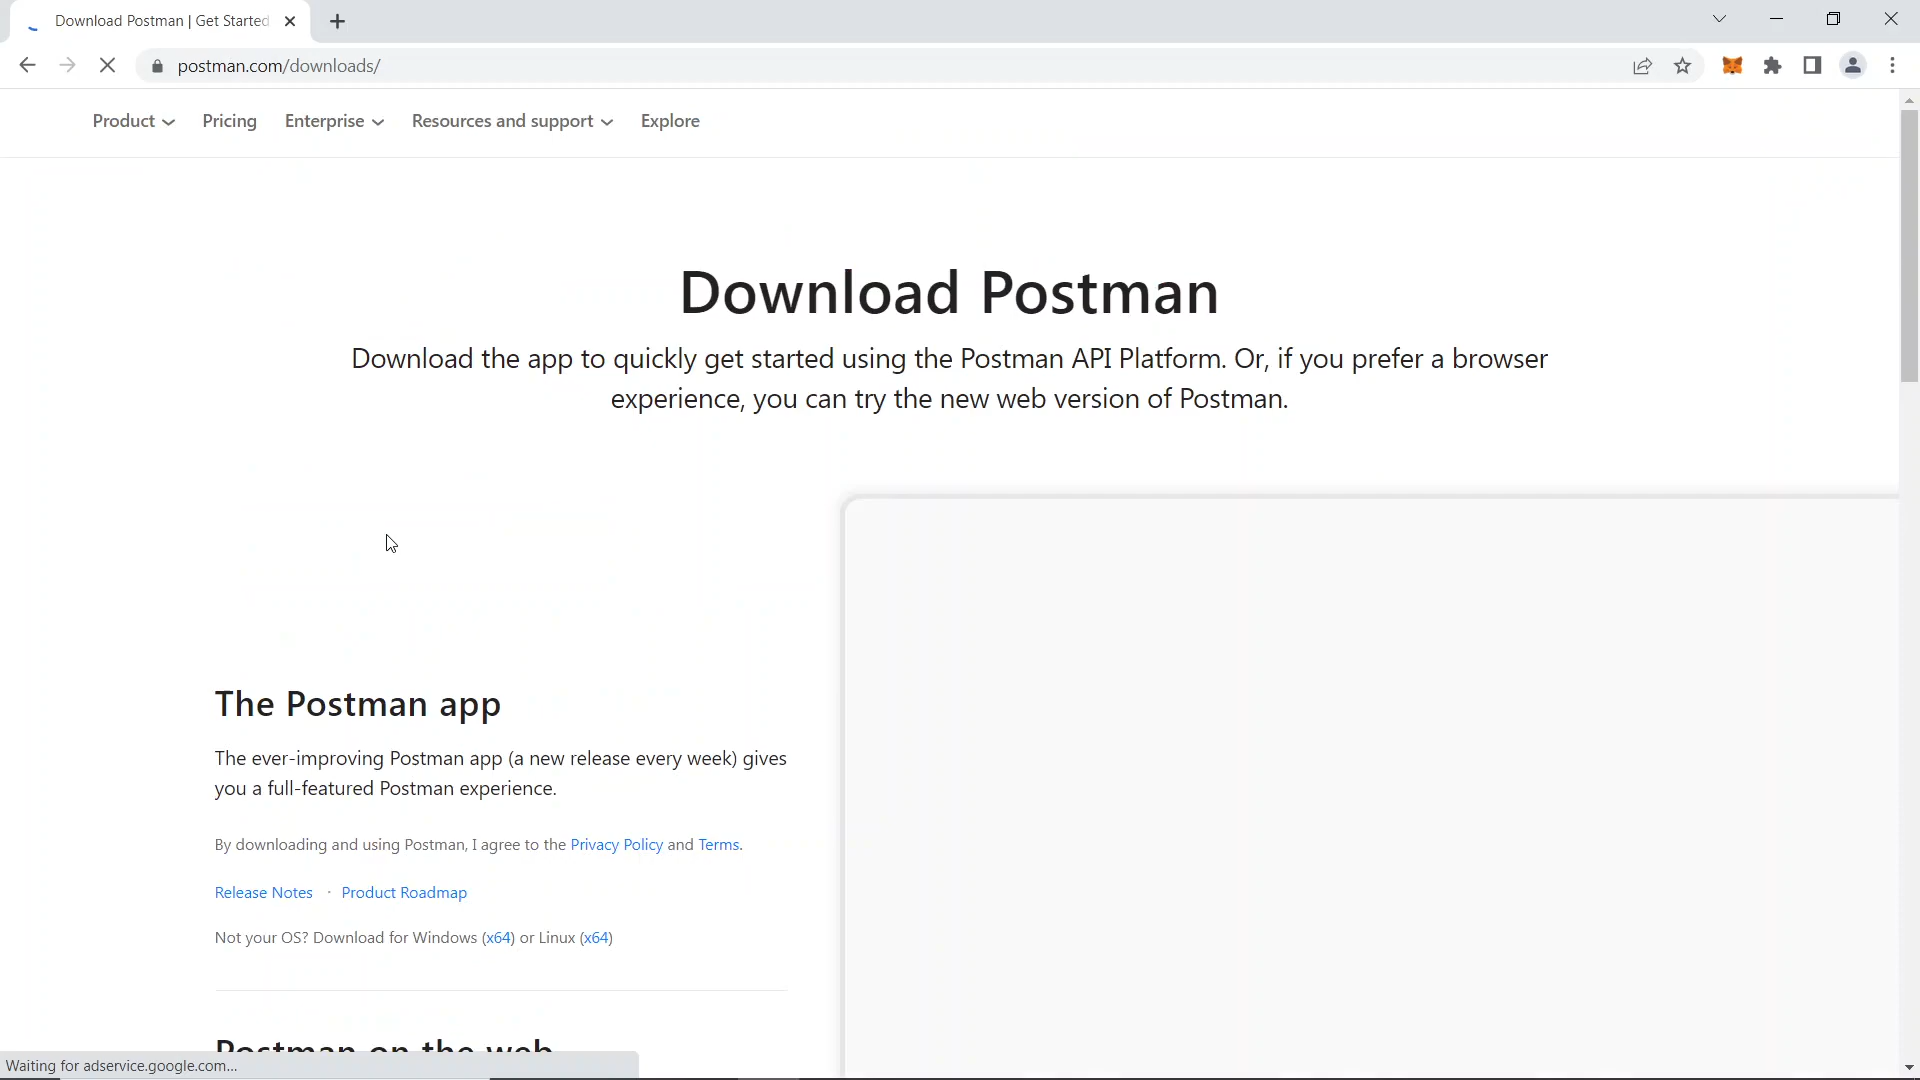 Download Postman | Get Started
postman.com/downloads/
Product
Pricing
Enterprise
Resources and support
Explore
Download Postman
Download the app to quickly get started using the Postman API Platform. Or, if you prefer a browser
experience, you can try the new web version of Postman.
The Postman app
The ever-improving Postman app (a new release every week) gives
you a full-featured Postman experience.
By downloading and using Postman, I agree to the Privacy Policy and Terms.
Release Notes · Product Roadmap
Not your OS? Download for Windows (x64) or Linux (x64)
Postman on the web
Waiting for adservice.google.com...